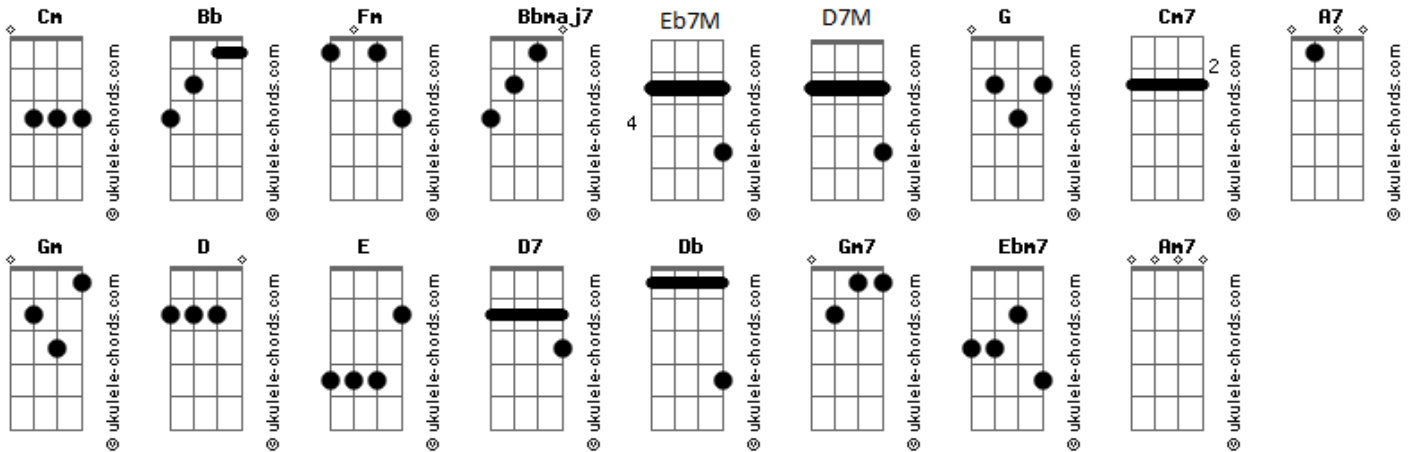 Cm Bb Fm Bbmaj7 Eb7M D7M G Cm7 A7
4 2
© ukulele-chords.com © ukulele-chords.com © ukulele-chords.com © ukulele-chords.com © ukulele-chords.com © ukulele-chords.com © ukulele-chords.com © ukulele-chords.com © ukulele-chords.com
Gm D E D7 Db Gm7 Ebm7 Am7
© ukulele-chords.com © ukulele-chords.com © ukulele-chords.com © ukulele-chords.com © ukulele-chords.com © ukulele-chords.com © ukulele-chords.com © ukulele-chords.com